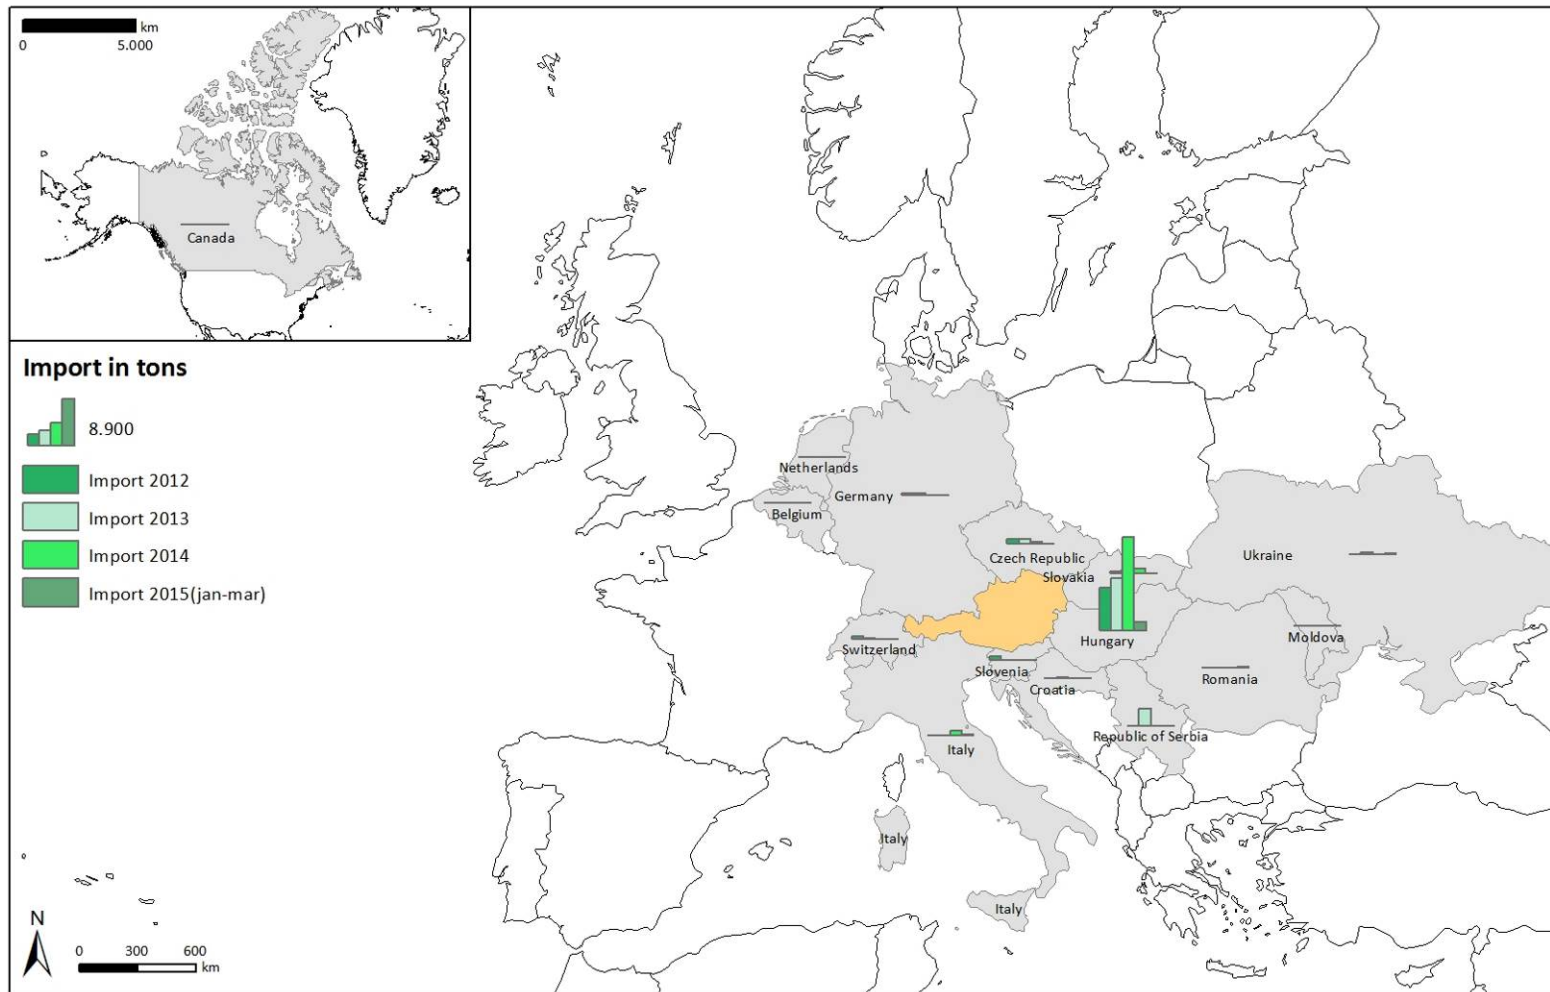 km
0 5.000
Canada
Import in tons
8.900
Import 2012
Import 2013
Import 2014
Import 2015(jan-mar)
Netherlands
Germany
Belgium
Czech Republic
Slovakia
Ukraine
Hungary
Moldova
Switzerland
Slovenia
Croatia
Romania
Republic of Serbia
Italy
Italy
Italy
N
0 300 600
km